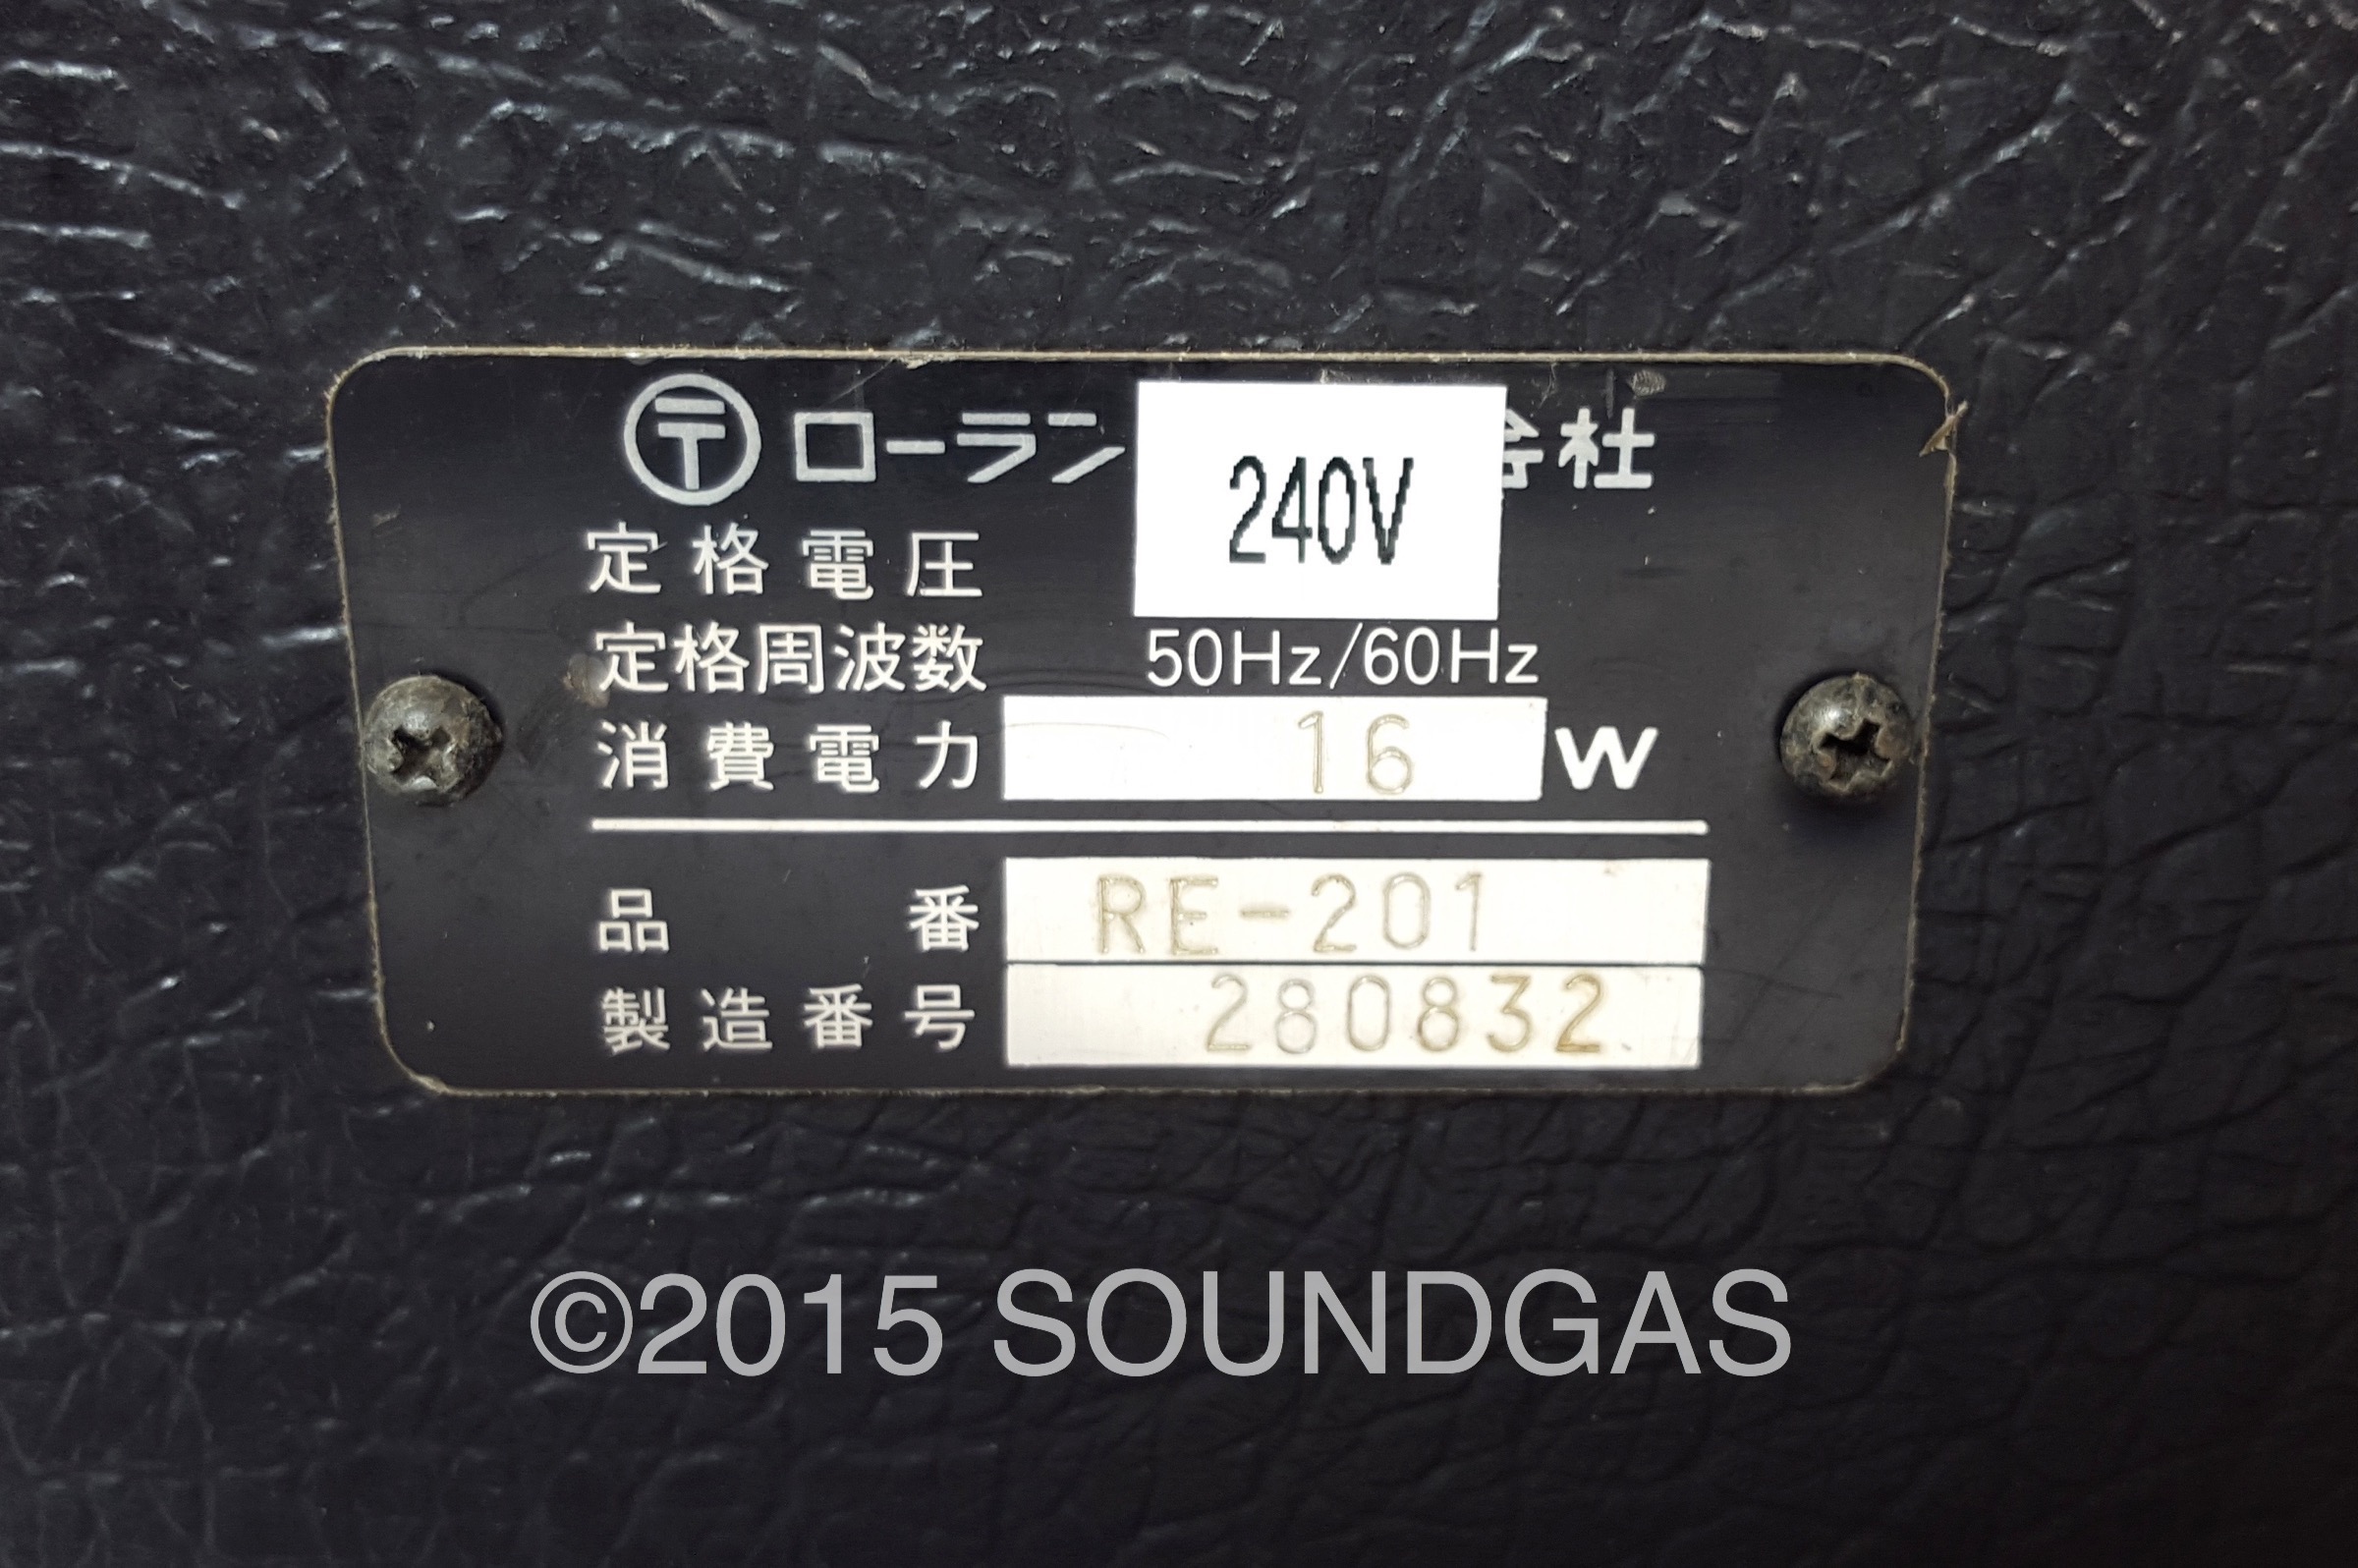 〶 ローラン 会社
240V
定格電圧
定格周波数 50Hz/60Hz
消費電力 16 W
品番 RE-201
製造番号 280832
©2015 SOUNDGAS